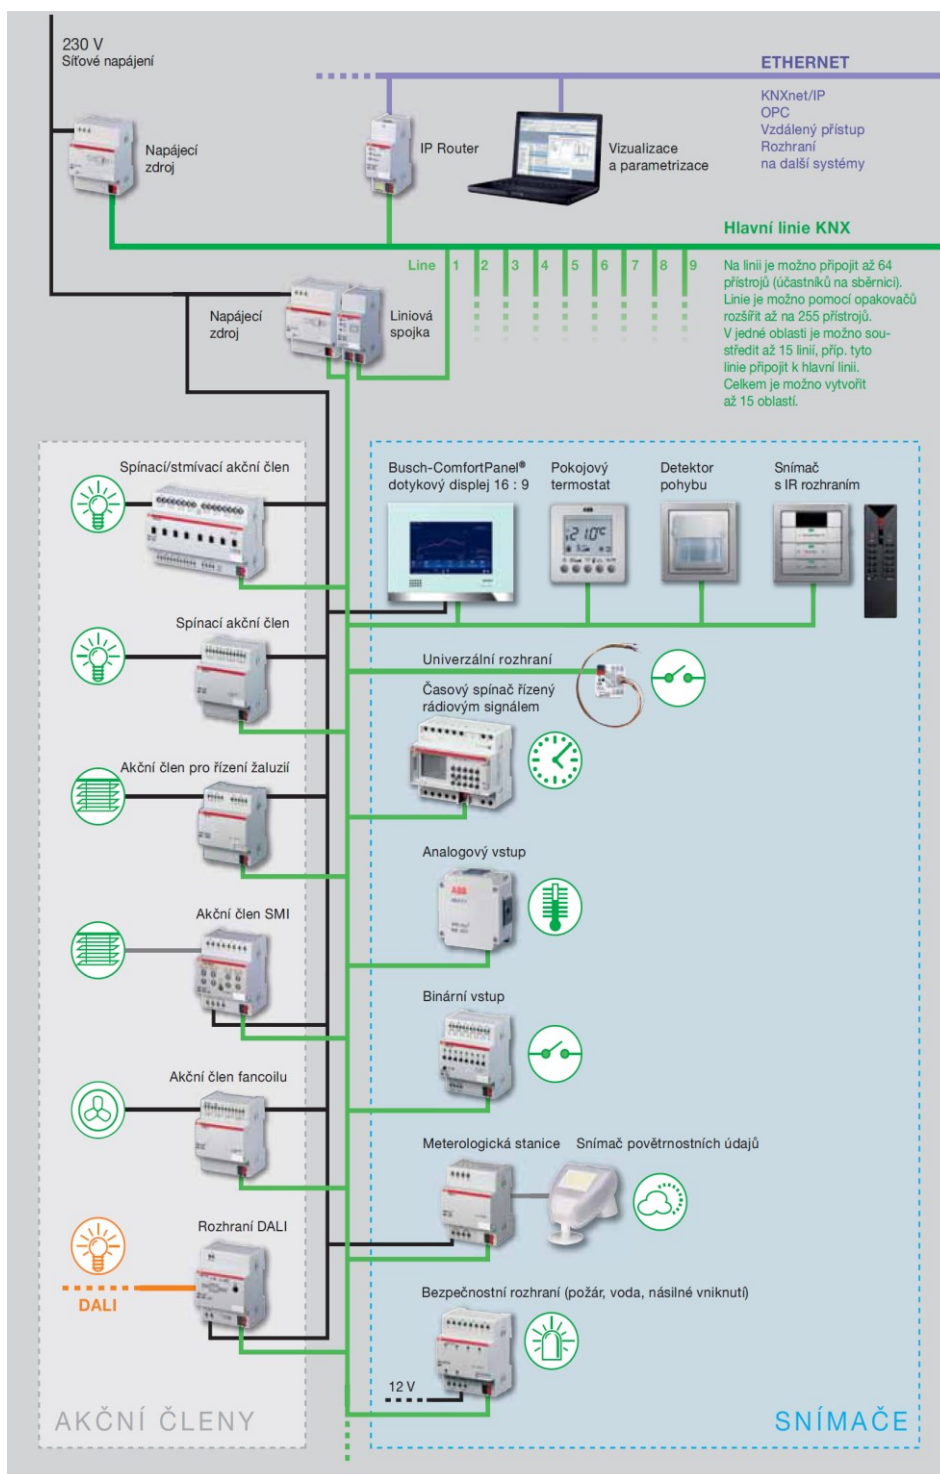 230 V
Síťové napájení
ETHERNET
KNXnet/IP
OPC
Vzdálený přístup
Rozhraní
na další systémy
Napájecí
zdroj
IP Router
Vizualizace
a parametrizace
Hlavní linie KNX
Line 1 2 3 4 5 6 7 8 9
Na linii je možno připojit až 64
přístrojů (účastníků na sběrnici).
Linie je možno pomocí opakovačů
rozšířit až na 255 přístrojů.
V jedné oblasti je možno sou-
středit až 15 linií, příp. tyto
linie připojit k hlavní linii.
Celkem je možno vytvořit
až 15 oblastí.
Napájecí
zdroj
Liniová
spojka
Spínací/stmívací akční člen
Spínací akční člen
Akční člen pro řízení žaluzií
Akční člen SMI
Akční člen fancoilu
Rozhraní DALI
DALI
AKČNÍ ČLENY
Busch-ComfortPanel®
dotykový displej 16 : 9
Pokojový
termostat
Detektor
pohybu
Snímač
s IR rozhraním
ABB
21.0°C
Univerzální rozhraní
Časový spínač řízený
rádiovým signálem
Analogový vstup
ABB
Binární vstup
Meterologická stanice
Snímač povětrnostních údajů
Bezpečnostní rozhraní (požár, voda, násilné vniknutí)
12 V
SNÍMAČE